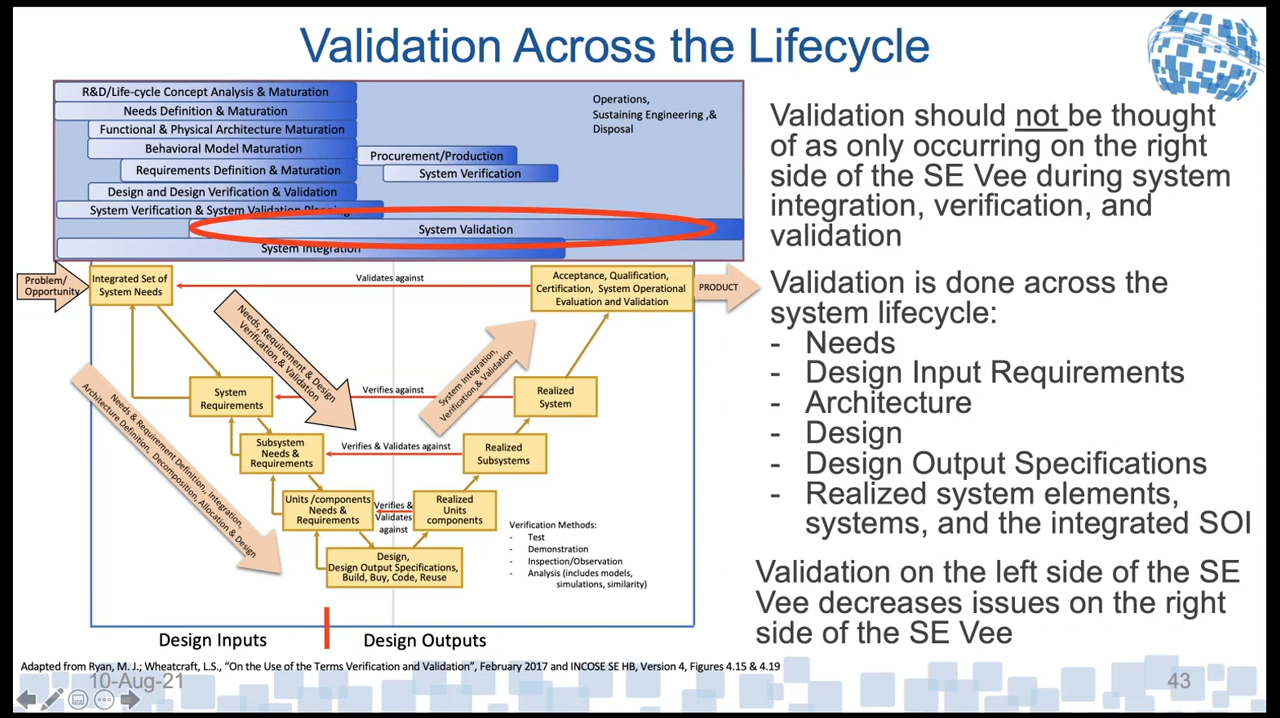 Validation Across the Lifecycle
R&D/Life-cycle Concept Analysis & Maturation
Needs Definition & Maturation
Functional & Physical Architecture Maturation
Behavioral Model Maturation
Requirements Definition & Maturation
Design and Design Verification & Validation
System Verification & System Validation Planning
System Validation
System Integration
Procurement/Production
System Verification
Operations,
Sustaining Engineering ,&
Disposal
Problem/
Opportunity
Integrated Set of
System Needs
Validates against
Acceptance, Qualification,
Certification, System Operational
Evaluation and Validation
PRODUCT
Needs, Requirement & Design
Verification,& Validation
System Integration,
Verification,& Validation
Needs & Requirement Definition,, Integration,
Architecture Definition, Decomposition, Allocation & Design
System
Requirements
Verifies against
Realized
System
Subsystem
Needs &
Requirements
Verifies & Validates against
Realized
Subsystems
Units /components
Needs &
Requirements
Verifies &
Validates
against
Realized
Units
components
Design,
Design Output Specifications,
Build, Buy, Code, Reuse
Verification Methods:
- Test
- Demonstration
- Inspection/Observation
- Analysis (includes models,
simulations, similarity)
Design Inputs
Design Outputs
Validation should not be thought
of as only occurring on the right
side of the SE Vee during system
integration, verification, and
validation
Validation is done across the
system lifecycle:
- Needs
- Design Input Requirements
- Architecture
- Design
- Design Output Specifications
- Realized system elements,
systems, and the integrated SOI
Validation on the left side of the SE
Vee decreases issues on the right
side of the SE Vee
Adapted from Ryan, M. J.; Wheatcraft, L.S., "On the Use of the Terms Verification and Validation", February 2017 and INCOSE SE HB, Version 4, Figures 4.15 & 4.19
10-Aug-21
43